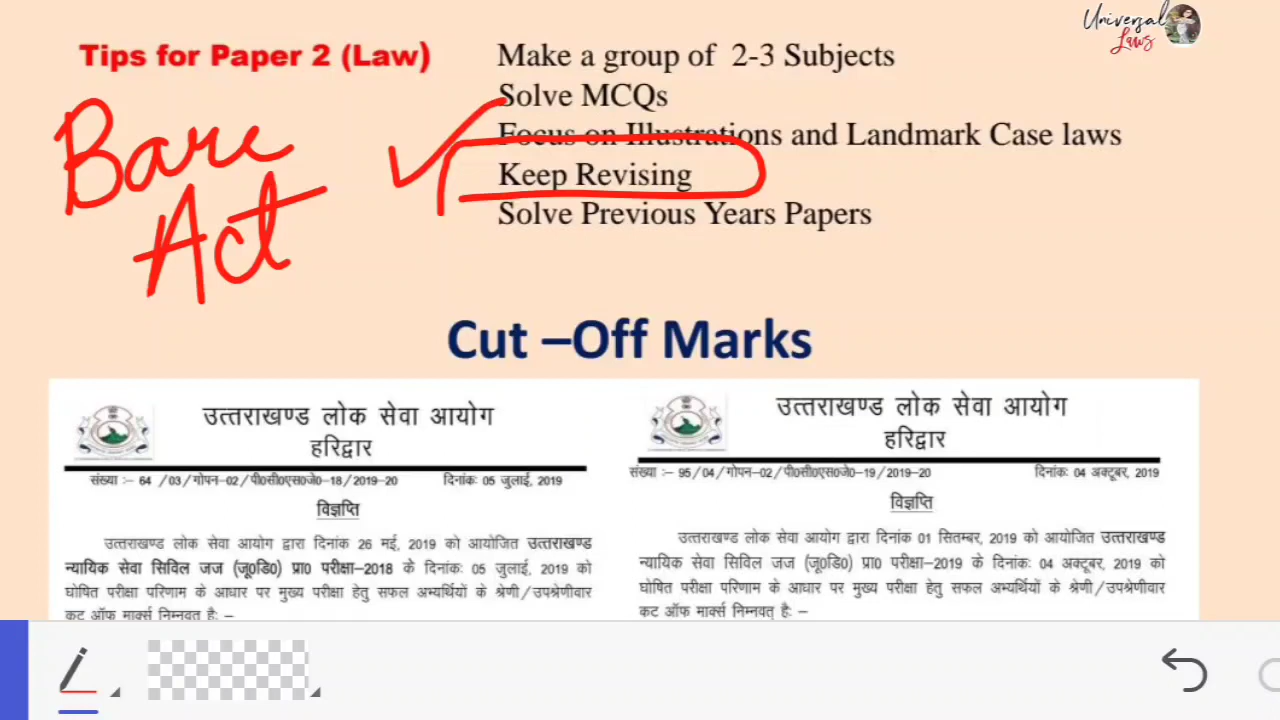 Universal
Laws
Tips for Paper 2 (Law)
Make a group of 2-3 Subjects
Solve MCQs
Focus on Illustrations and Landmark Case laws
Keep Revising
Solve Previous Years Papers
Bare
Act
Cut –Off Marks
उत्तराखण्ड लोक सेवा आयोग
हरिद्वार
संख्या :- 64 /03/गोपन-02/पी0सी0एस0जे0-18/2019-20 दिनांक: 05 जुलाई, 2019
विज्ञप्ति
उत्तराखण्ड लोक सेवा आयोग द्वारा दिनांक 26 मई, 2019 को आयोजित उत्तराखण्ड
न्यायिक सेवा सिविल जज (जू0डि0) प्रा0 परीक्षा-2018 के दिनांक: 05 जुलाई, 2019 को
घोषित परीक्षा परिणाम के आधार पर मुख्य परीक्षा हेतु सफल अभ्यर्थियों के श्रेणी/उपश्रेणीवार
कट ऑफ मार्क्स निम्नवत् है: –
उत्तराखण्ड लोक सेवा आयोग
हरिद्वार
संख्या :- 95/04/गोपन-02/पी0सी0एस0जे0-19/2019-20 दिनांक: 04 अक्टूबर, 2019
विज्ञप्ति
उत्तराखण्ड लोक सेवा आयोग द्वारा दिनांक 01 सितम्बर, 2019 को आयोजित उत्तराखण्ड
न्यायिक सेवा सिविल जज (जू0डि0) प्रा0 परीक्षा-2019 के दिनांक: 04 अक्टूबर, 2019 को
घोषित परीक्षा परिणाम के आधार पर मुख्य परीक्षा हेतु सफल अभ्यर्थियों के श्रेणी/उपश्रेणीवार
कट ऑफ मार्क्स निम्नवत् है: –